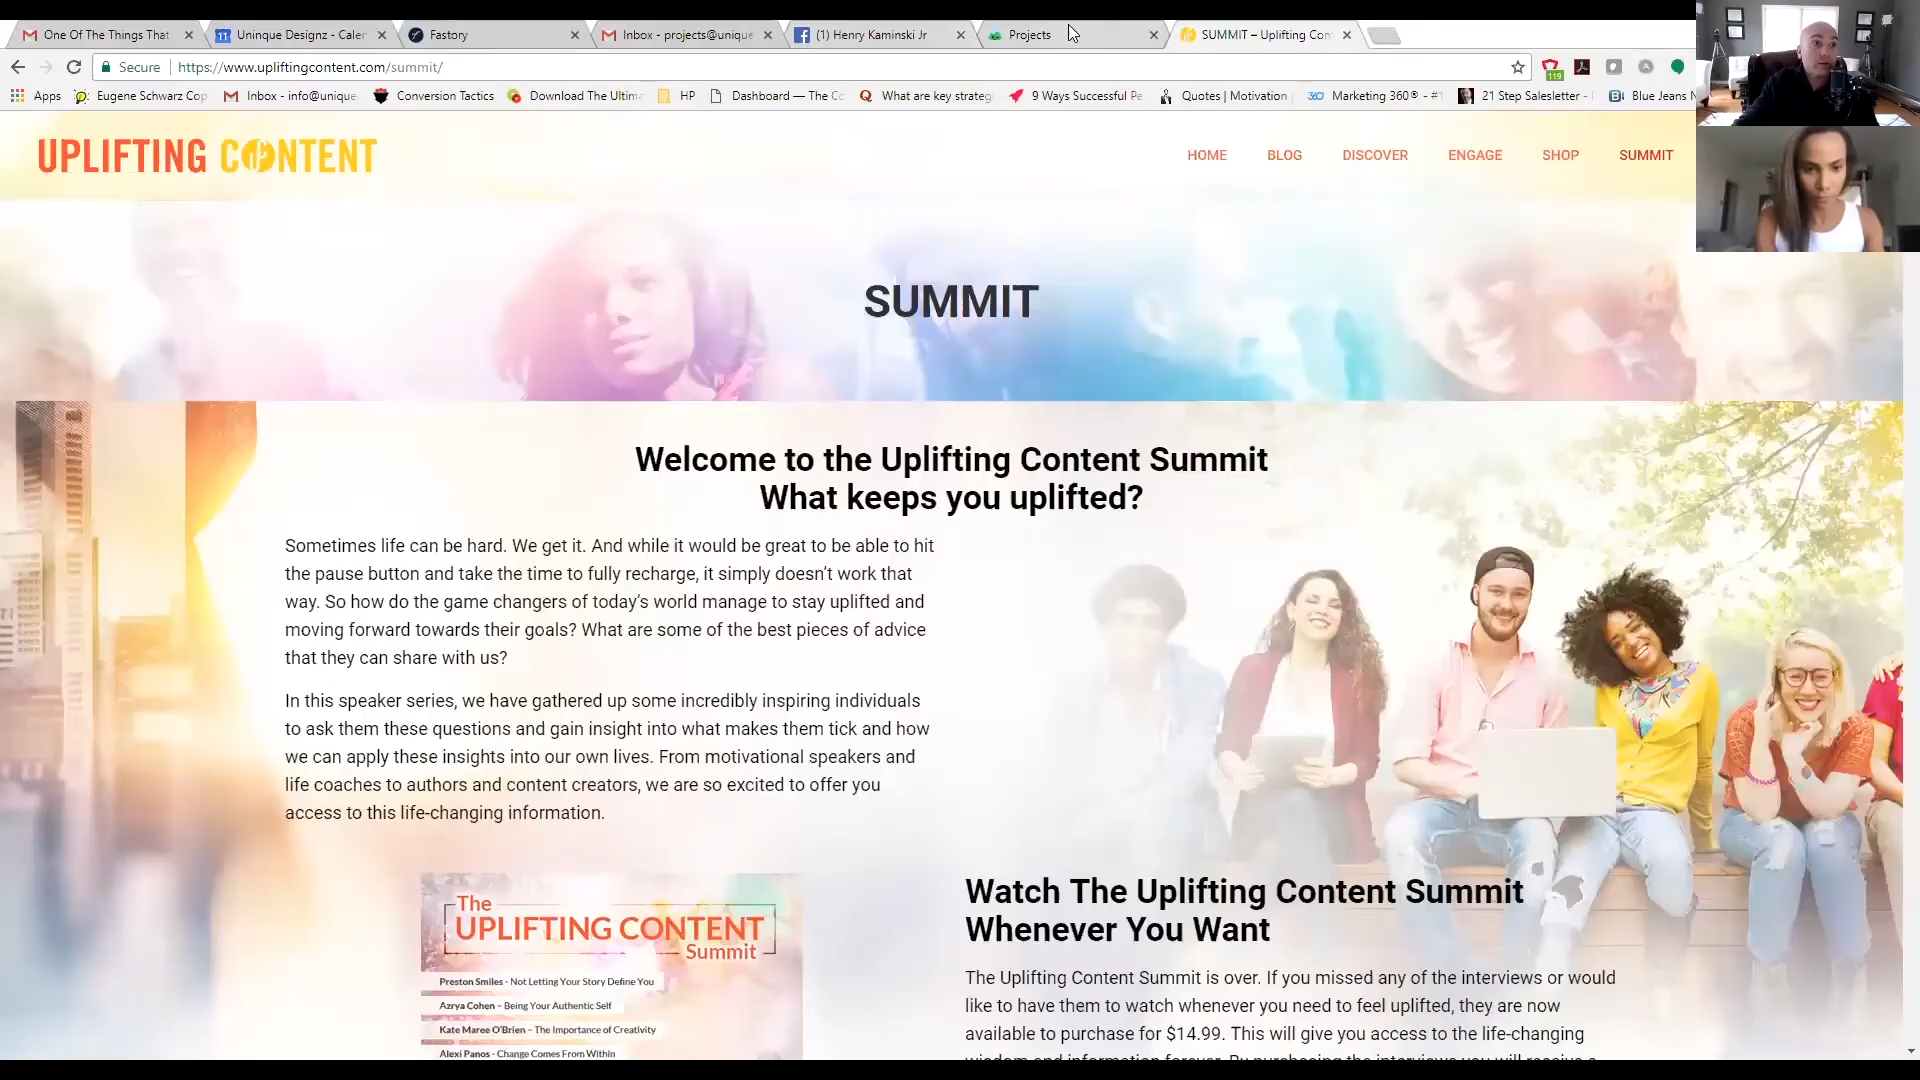 One Of The Things That
Uninque Designz - Cale
Fastory
Inbox - projects@unique
(1) Henry Kaminski Jr
Projects
SUMMIT – Uplifting Con
Secure
https://www.upliftingcontent.com/summit/
119
Apps
Eugene Schwarz Cop
Inbox - info@unique
Conversion Tactics
Download The Ultima
HP
Dashboard — The Co
What are key strateg
9 Ways Successful Pe
Quotes | Motivation
Marketing 360® - #1
21 Step Salesletter -
Blue Jeans N
UPLIFTING CONTENT
HOME
BLOG
DISCOVER
ENGAGE
SHOP
SUMMIT
SUMMIT
Welcome to the Uplifting Content Summit
What keeps you uplifted?
Sometimes life can be hard. We get it. And while it would be great to be able to hit
the pause button and take the time to fully recharge, it simply doesn’t work that
way. So how do the game changers of today’s world manage to stay uplifted and
moving forward towards their goals? What are some of the best pieces of advice
that they can share with us?
In this speaker series, we have gathered up some incredibly inspiring individuals
to ask them these questions and gain insight into what makes them tick and how
we can apply these insights into our own lives. From motivational speakers and
life coaches to authors and content creators, we are so excited to offer you
access to this life-changing information.
The
UPLIFTING CONTENT
Summit
Preston Smiles - Not Letting Your Story Define You
Azrya Cohen – Being Your Authentic Self
Kate Maree O’Brien – The Importance of Creativity
Alexi Panos - Change Comes From Within
Watch The Uplifting Content Summit
Whenever You Want
The Uplifting Content Summit is over. If you missed any of the interviews or would
like to have them to watch whenever you need to feel uplifted, they are now
available to purchase for $14.99. This will give you access to the life-changing
wisdom and information forever. By purchasing the interviews you will receive a